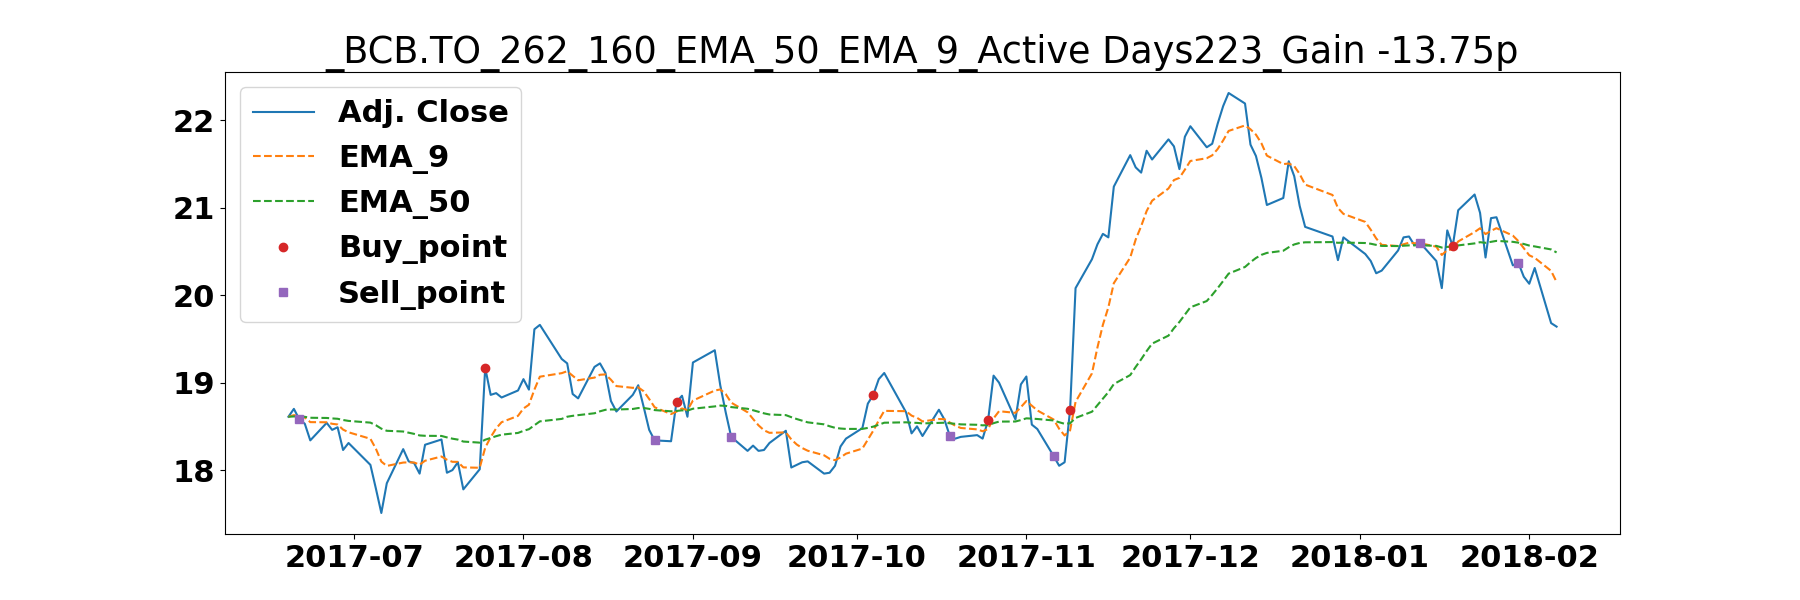 _BCB.TO_262_160_EMA_50_EMA_9_Active Days223_Gain -13.75p
Adj. Close
EMA_9
EMA_50
Buy_point
Sell_point
22
21
20
19
18
2017-07 2017-08 2017-09 2017-10 2017-11 2017-12 2018-01 2018-02